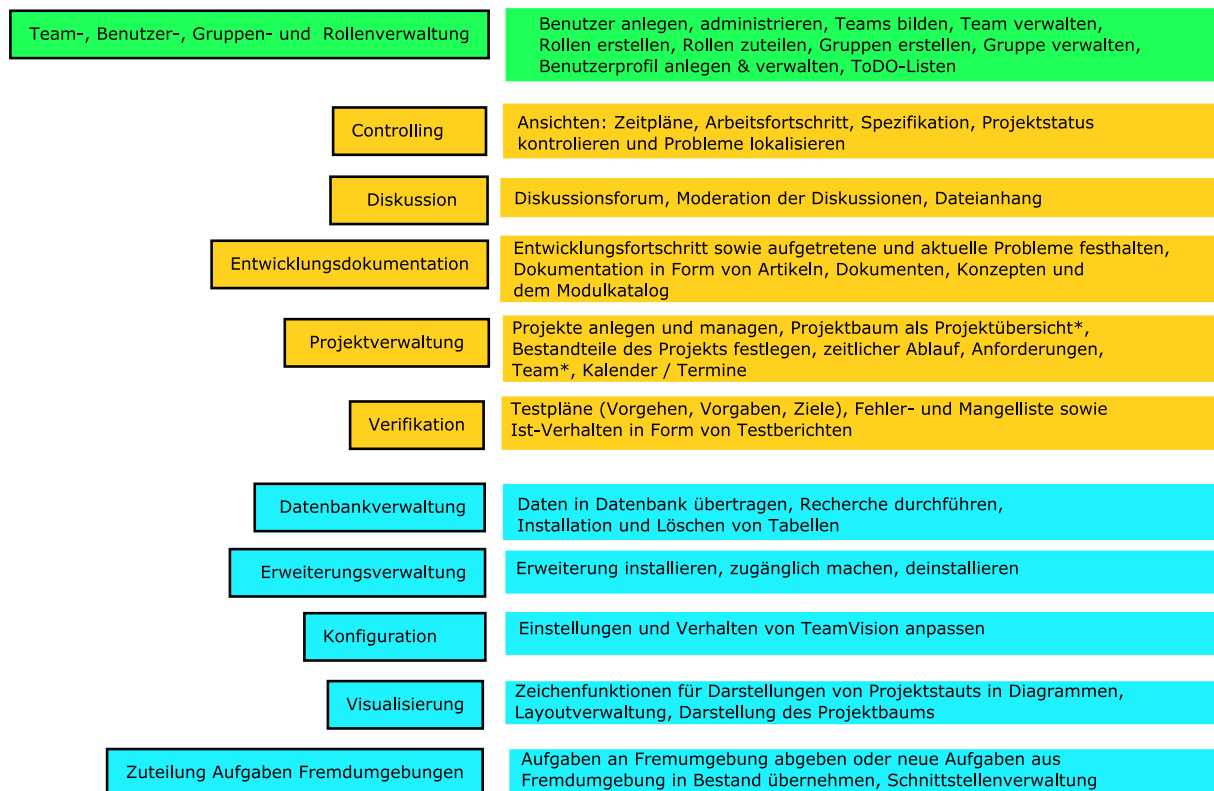 Team-, Benutzer-, Gruppen- und Rollenverwaltung
Benutzer anlegen, administrieren, Teams bilden, Team verwalten,
Rollen erstellen, Rollen zuteilen, Gruppen erstellen, Gruppe verwalten,
Benutzerprofil anlegen & verwalten, ToDO-Listen
Controlling
Ansichten: Zeitpläne, Arbeitsfortschritt, Spezifikation, Projektstatus
kontrolieren und Probleme lokalisieren
Diskussion
Diskussionsforum, Moderation der Diskussionen, Dateianhang
Entwicklungsdokumentation
Entwicklungsfortschritt sowie aufgetretene und aktuelle Probleme festhalten,
Dokumentation in Form von Artikeln, Dokumenten, Konzepten und
dem Modulkatalog
Projektverwaltung
Projekte anlegen und managen, Projektbaum als Projektübersicht*,
Bestandteile des Projekts festlegen, zeitlicher Ablauf, Anforderungen,
Team*, Kalender / Termine
Verifikation
Testpläne (Vorgehen, Vorgaben, Ziele), Fehler- und Mangelliste sowie
Ist-Verhalten in Form von Testberichten
Datenbankverwaltung
Daten in Datenbank übertragen, Recherche durchführen,
Installation und Löschen von Tabellen
Erweiterungsverwaltung
Erweiterung installieren, zugänglich machen, deinstallieren
Konfiguration
Einstellungen und Verhalten von TeamVision anpassen
Visualisierung
Zeichenfunktionen für Darstellungen von Projektstauts in Diagrammen,
Layoutverwaltung, Darstellung des Projektbaums
Zuteilung Aufgaben Fremdumgebungen
Aufgaben an Fremumgebung abgeben oder neue Aufgaben aus
Fremdumgebung in Bestand übernehmen, Schnittstellenverwaltung